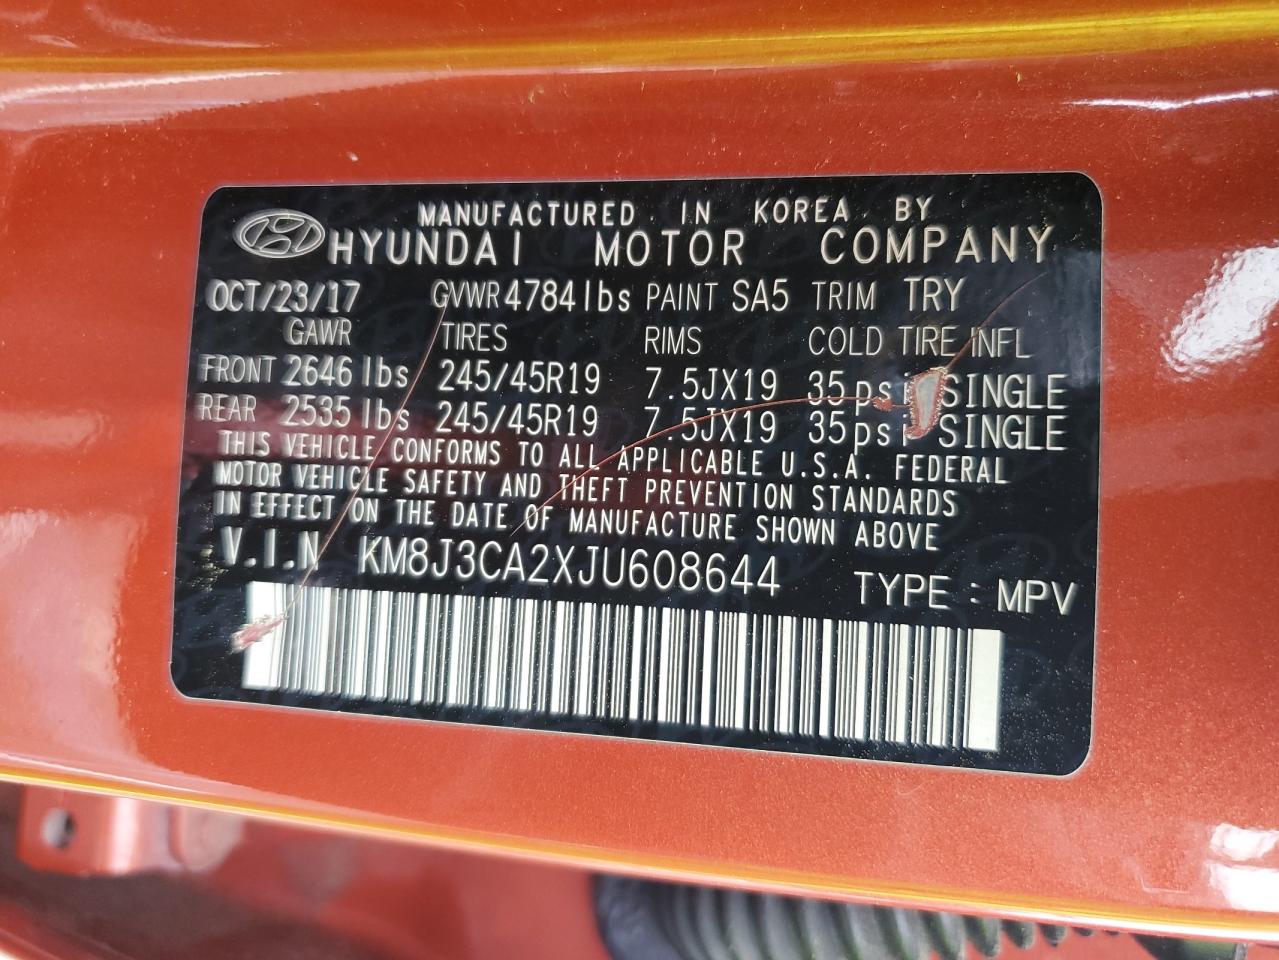 MANUFACTURED IN KOREA BY
HYUNDAI MOTOR COMPANY
OCT/23/17 GVWR 4784lbs PAINT SA5 TRIM TRY
GAWR TIRES RIMS COLD TIRE INFL
FRONT 2646 lbs 245/45R19 7.5JX19 35psi SINGLE
REAR 2535 lbs 245/45R19 7.5JX19 35psi SINGLE
THIS VEHICLE CONFORMS TO ALL APPLICABLE U.S.A. FEDERAL
MOTOR VEHICLE SAFETY AND THEFT PREVENTION STANDARDS
IN EFFECT ON THE DATE OF MANUFACTURE SHOWN ABOVE
V.I.N KM8J3CA2XJU608644 TYPE : MPV